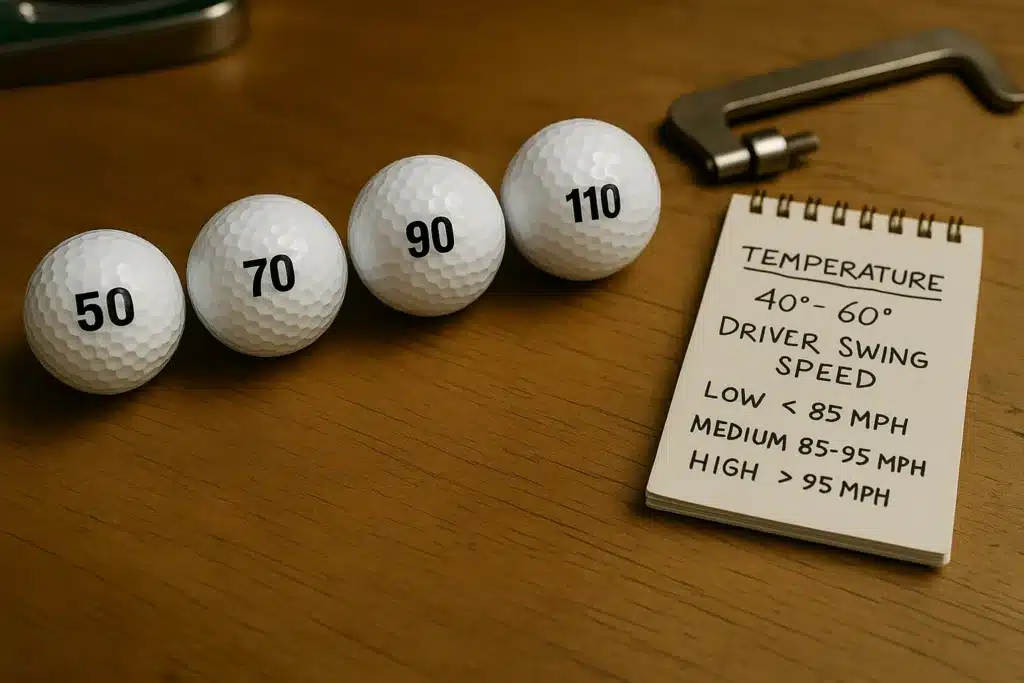 50
70
90
110
TEMPERATURE
40°- 60°
DRIVER SWING
SPEED
LOW < 85 MPH
MEDIUM 85-95 MPH
HIGH > 95 MPH